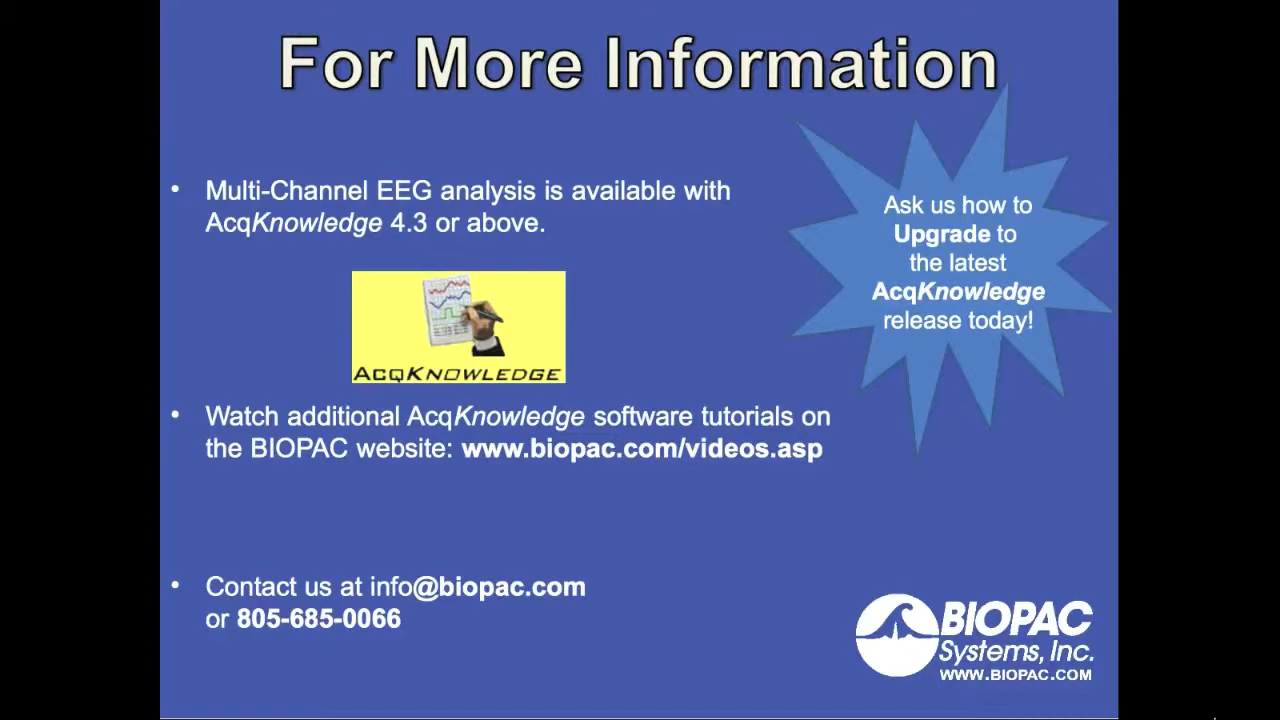 For More Information
• Multi-Channel EEG analysis is available with
AcqKnowledge 4.3 or above.
Ask us how to
Upgrade to
the latest
AcqKnowledge
release today!
ACQKNOWLEDGE
• Watch additional AcqKnowledge software tutorials on
the BIOPAC website: www.biopac.com/videos.asp
• Contact us at info@biopac.com
or 805-685-0066
BIOPAC
Systems, Inc.
WWW.BIOPAC.COM